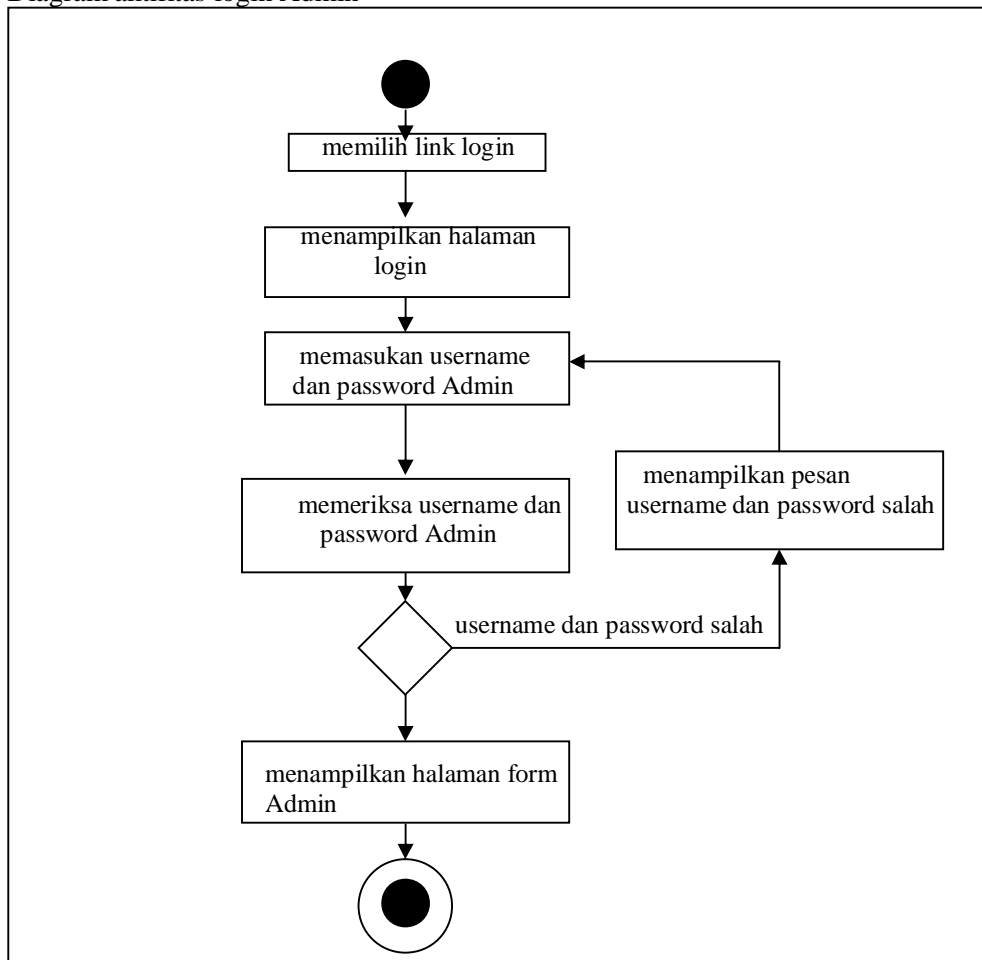 Diagram aktifitas login Admin
memilih link login
menampilkan halaman
login
memasukan username
dan password Admin
menampilkan pesan
username dan password salah
memeriksa username dan
password Admin
username dan password salah
menampilkan halaman form
Admin